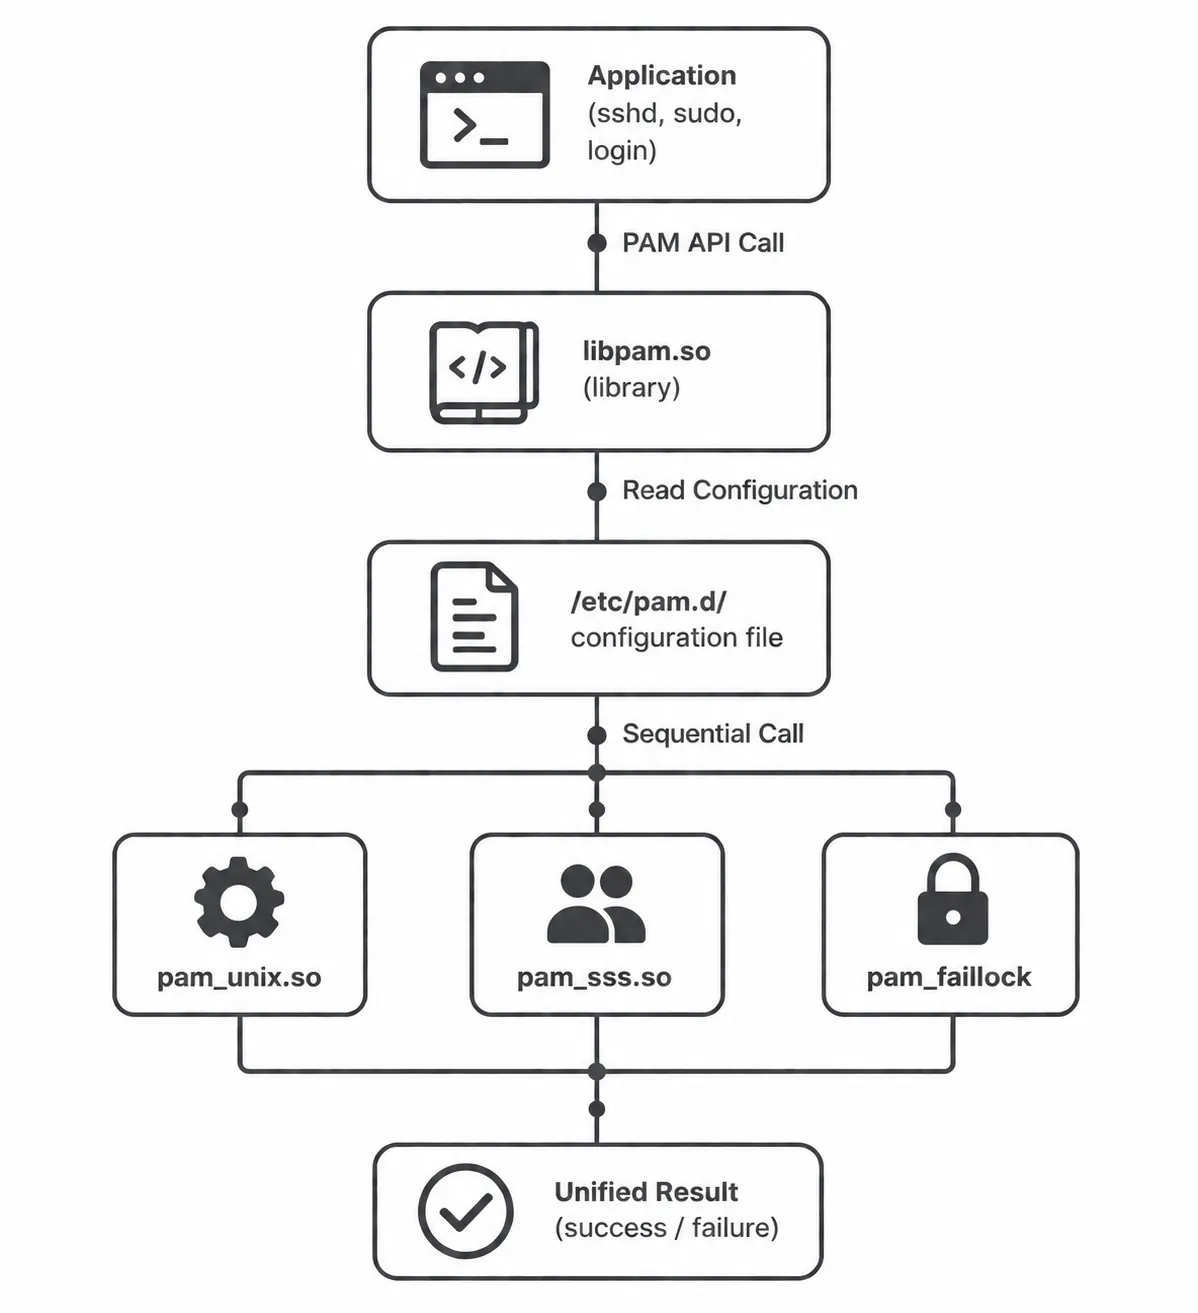 Application
(sshd, sudo,
login)
PAM API Call
</>
libpam.so
(library)
Read Configuration
/etc/pam.d/
configuration file
Sequential Call
pam_unix.so
pam_sss.so
pam_faillock
Unified Result
(success / failure)